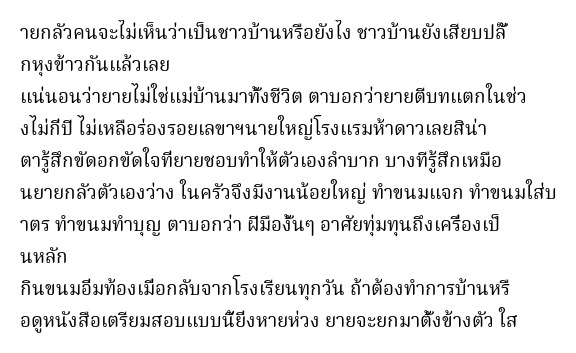 ายกลัวคนจะไม่เห็นว่าเป็นชาวบ้านหรือยังไง ชาวบ้านยังเสียบปลั๊
กหุงข้าวกันแล้วเลย
แน่นอนว่ายายไม่ใช่แม่บ้านมาทั้งชีวิต ตาบอกว่ายายตีบทแตกในช่ว
งไม่กี่ปี ไม่เหลือร่องรอยเลขาฯนายใหญ่โรงแรมห้าดาวเลยสิน่า
ตารู้สึกขัดอกขัดใจที่ยายชอบทำให้ตัวเองลำบาก บางทีรู้สึกเหมือ
นยายกลัวตัวเองว่าง ในครัวจึงมีงานน้อยใหญ่ ทำขนมแจก ทำขนมใส่บ
าตร ทำขนมทำบุญ ตาบอกว่า ฝีมืองั้นๆ อาศัยทุ่มทุนถึงเครื่องเป็
นหลัก
กินขนมอิ่มท้องเมื่อกลับจากโรงเรียนทุกวัน ถ้าต้องทำการบ้านหรื
อดูหนังสือเตรียมสอบแบบนี้ยิ่งหายห่วง ยายจะยกมาตั้งข้างตัว ใส